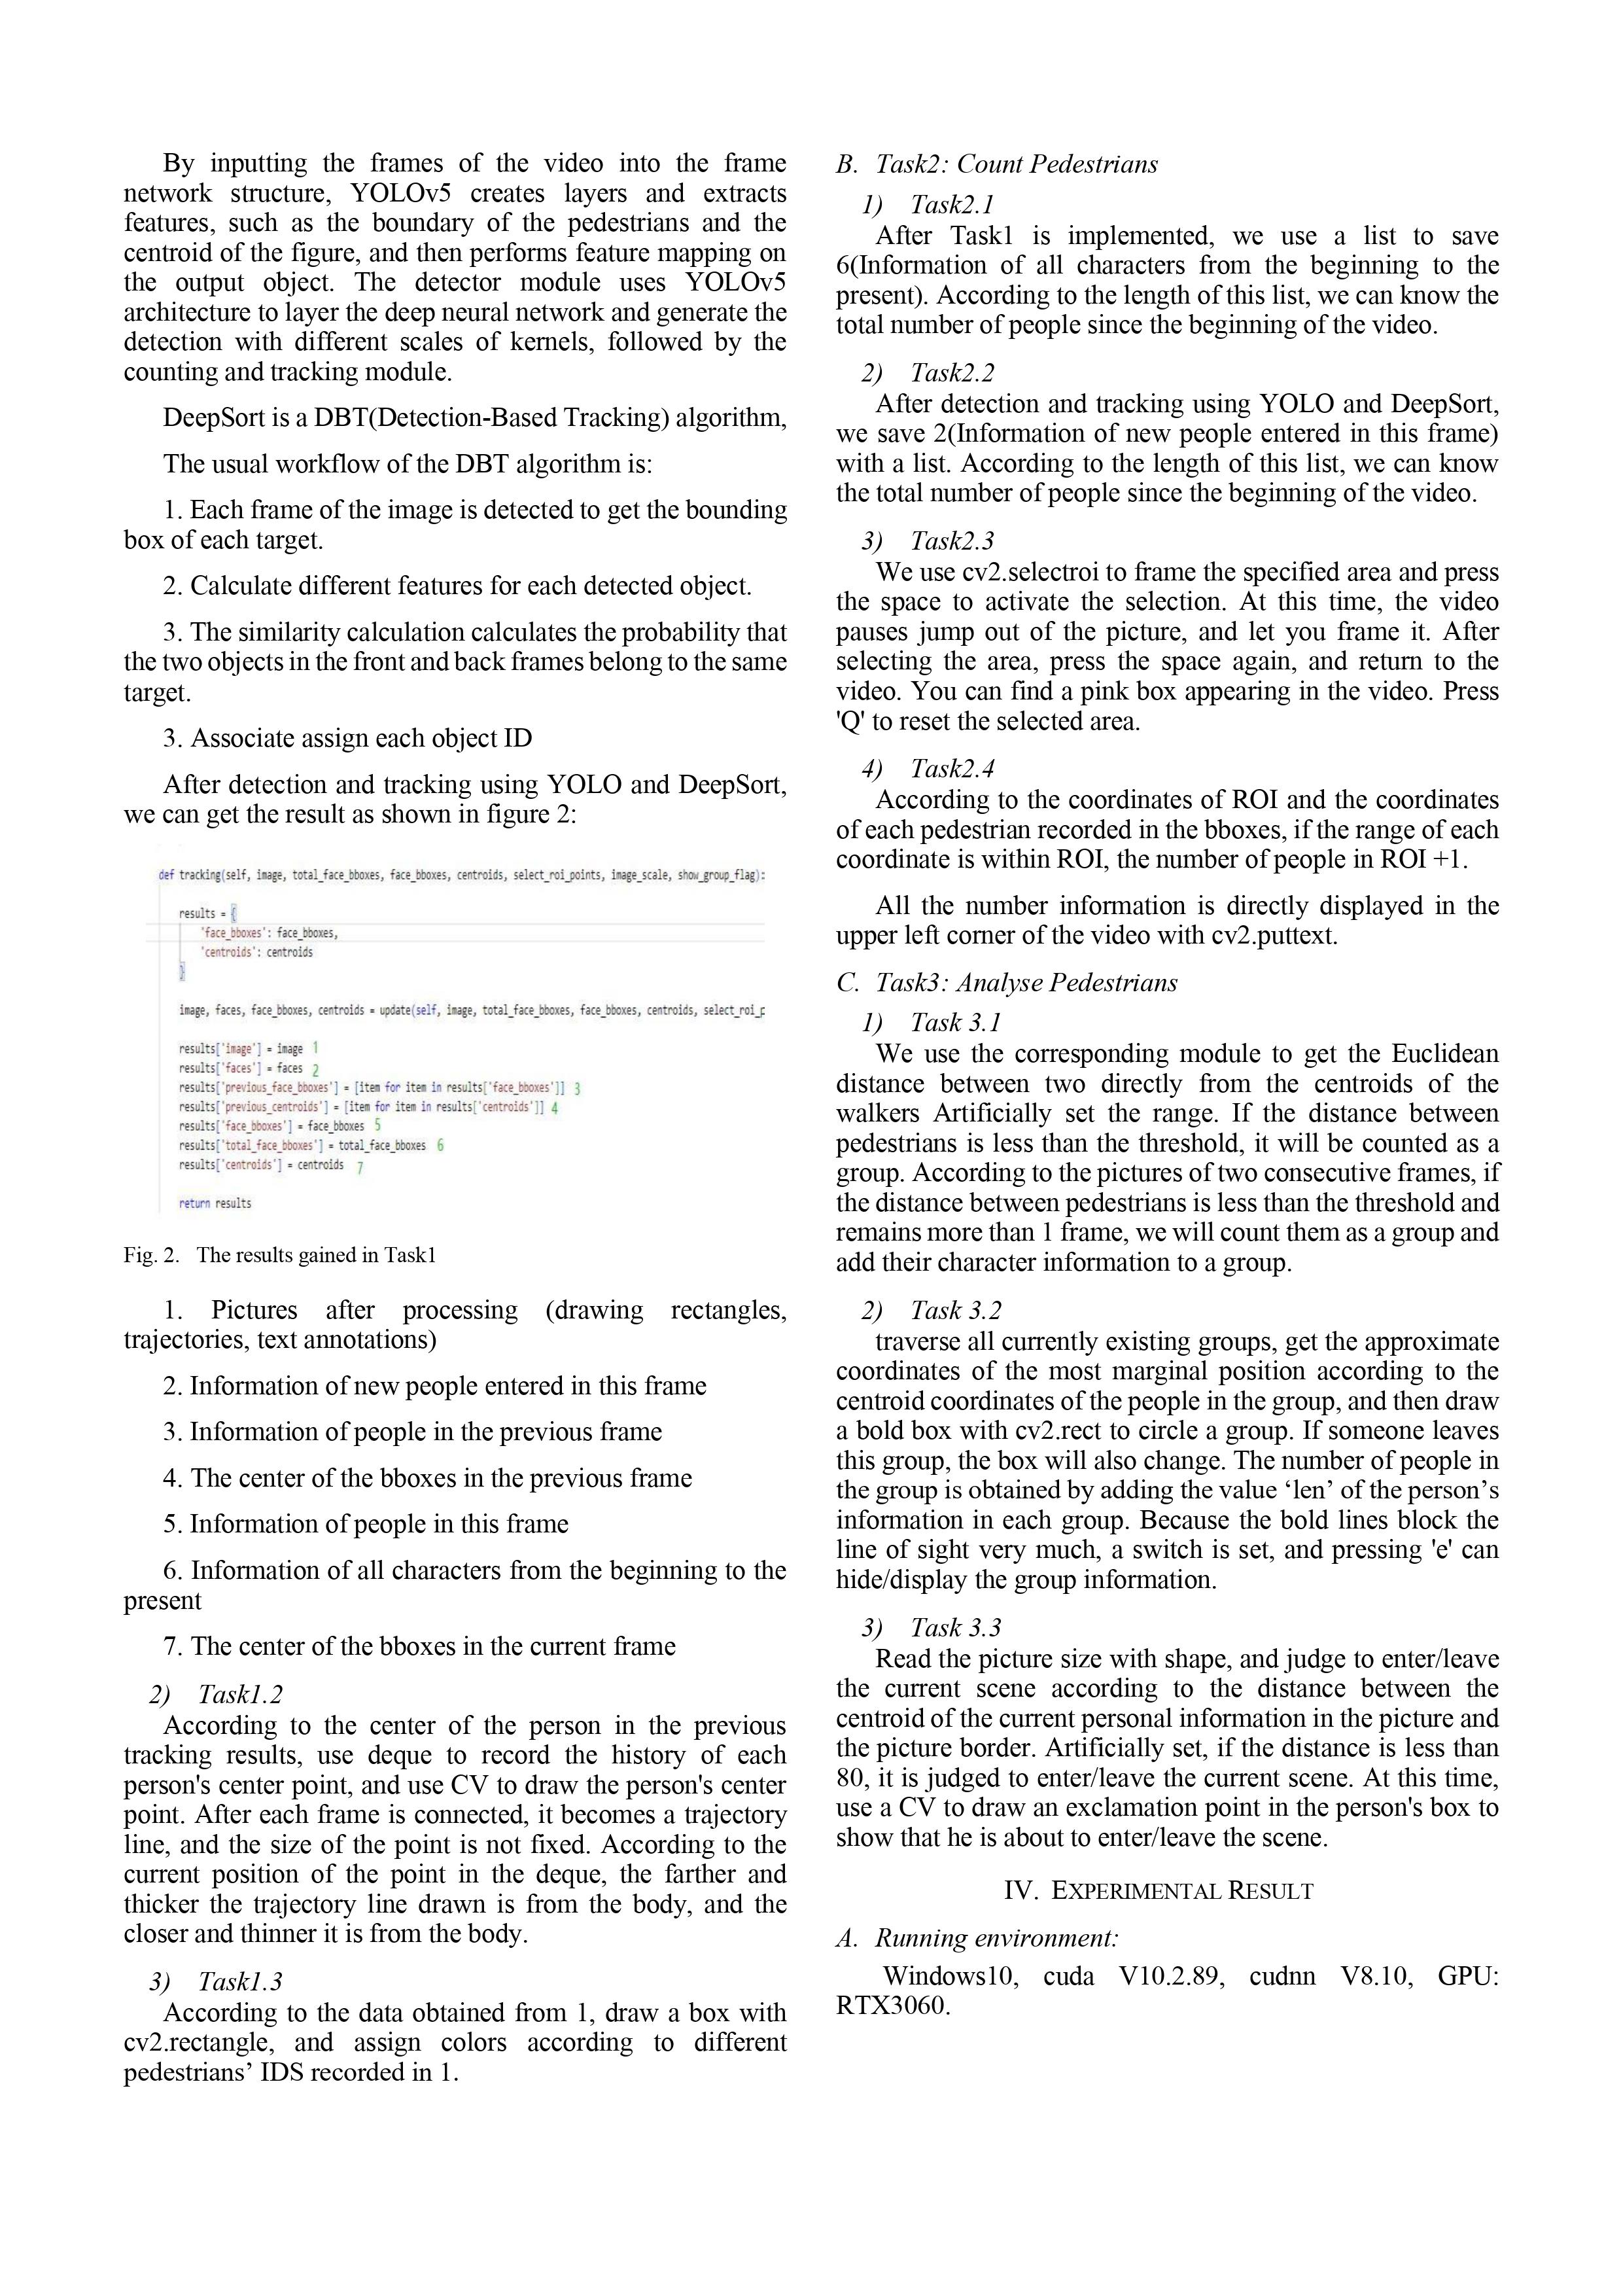 By inputting the frames of the video into the frame
network structure, YOLOv5 creates layers and extracts
features, such as the boundary of the pedestrians and the
centroid of the figure, and then performs feature mapping on
the output object. The detector module uses YOLOv5
architecture to layer the deep neural network and generate the
detection with different scales of kernels, followed by the
counting and tracking module.
DeepSort is a DBT(Detection-Based Tracking) algorithm,
The usual workflow of the DBT algorithm is:
1. Each frame of the image is detected to get the bounding
box of each target.
2. Calculate different features for each detected object.
3. The similarity calculation calculates the probability that
the two objects in the front and back frames belong to the same
target.
3. Associate assign each object ID
After detection and tracking using YOLO and DeepSort,
we can get the result as shown in figure 2:
def tracking(self, image, total_face_bboxes, face_bboxes, centroids, select_roi_points, image_scale, show_group_flag):
results = {
'face_bboxes': face_bboxes,
'centroids': centroids
}
image, faces, face_bboxes, centroids = update(self, image, total_face_bboxes, face_bboxes, centroids, select_roi_p
results['image'] = image 1
results['faces'] = faces 2
results['previous_face_bboxes'] = [item for item in results['face_bboxes']] 3
results['previous_centroids'] = [item for item in results['centroids']] 4
results['face_bboxes'] = face_bboxes 5
results['total_face_bboxes'] = total_face_bboxes 6
results['centroids'] = centroids 7
return results
Fig. 2. The results gained in Task1
1. Pictures after processing (drawing rectangles,
trajectories, text annotations)
2. Information of new people entered in this frame
3. Information of people in the previous frame
4. The center of the bboxes in the previous frame
5. Information of people in this frame
6. Information of all characters from the beginning to the
present
7. The center of the bboxes in the current frame
2) Task1.2
According to the center of the person in the previous
tracking results, use deque to record the history of each
person's center point, and use CV to draw the person's center
point. After each frame is connected, it becomes a trajectory
line, and the size of the point is not fixed. According to the
current position of the point in the deque, the farther and
thicker the trajectory line drawn is from the body, and the
closer and thinner it is from the body.
3) Task1.3
According to the data obtained from 1, draw a box with
cv2.rectangle, and assign colors according to different
pedestrians’ IDS recorded in 1.
B. Task2: Count Pedestrians
1) Task2.1
After Task1 is implemented, we use a list to save
6(Information of all characters from the beginning to the
present). According to the length of this list, we can know the
total number of people since the beginning of the video.
2) Task2.2
After detection and tracking using YOLO and DeepSort,
we save 2(Information of new people entered in this frame)
with a list. According to the length of this list, we can know
the total number of people since the beginning of the video.
3) Task2.3
We use cv2.selectroi to frame the specified area and press
the space to activate the selection. At this time, the video
pauses jump out of the picture, and let you frame it. After
selecting the area, press the space again, and return to the
video. You can find a pink box appearing in the video. Press
'Q' to reset the selected area.
4) Task2.4
According to the coordinates of ROI and the coordinates
of each pedestrian recorded in the bboxes, if the range of each
coordinate is within ROI, the number of people in ROI +1.
All the number information is directly displayed in the
upper left corner of the video with cv2.puttext.
C. Task3: Analyse Pedestrians
1) Task 3.1
We use the corresponding module to get the Euclidean
distance between two directly from the centroids of the
walkers Artificially set the range. If the distance between
pedestrians is less than the threshold, it will be counted as a
group. According to the pictures of two consecutive frames, if
the distance between pedestrians is less than the threshold and
remains more than 1 frame, we will count them as a group and
add their character information to a group.
2) Task 3.2
traverse all currently existing groups, get the approximate
coordinates of the most marginal position according to the
centroid coordinates of the people in the group, and then draw
a bold box with cv2.rect to circle a group. If someone leaves
this group, the box will also change. The number of people in
the group is obtained by adding the value ‘len’ of the person’s
information in each group. Because the bold lines block the
line of sight very much, a switch is set, and pressing 'e' can
hide/display the group information.
3) Task 3.3
Read the picture size with shape, and judge to enter/leave
the current scene according to the distance between the
centroid of the current personal information in the picture and
the picture border. Artificially set, if the distance is less than
80, it is judged to enter/leave the current scene. At this time,
use a CV to draw an exclamation point in the person's box to
show that he is about to enter/leave the scene.
IV. EXPERIMENTAL RESULT
A. Running environment:
Windows10, cuda V10.2.89, cudnn V8.10, GPU:
RTX3060.